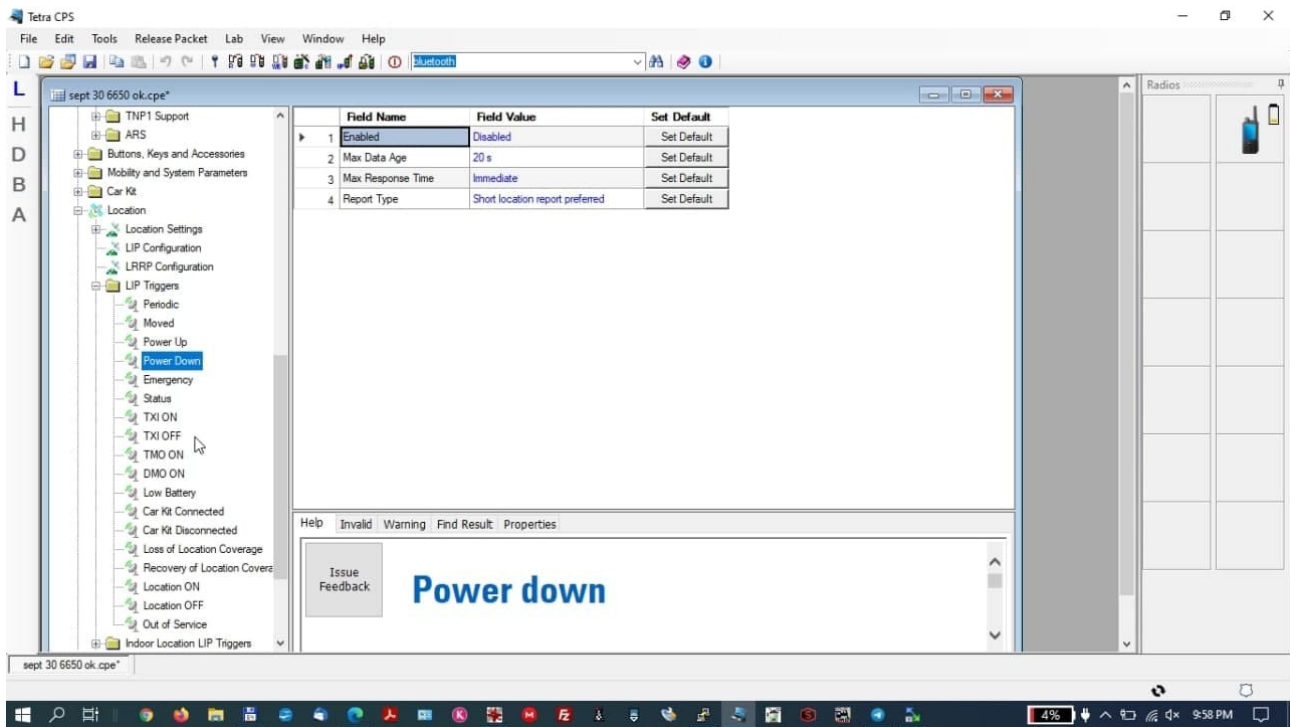 Tetra CPS
File Edit Tools Release Packet Lab View Window Help
bluetooth
L
H
D
B
A
sept 30 6650 ok.cpe*
TNP1 Support
ARS
Buttons, Keys and Accessories
Mobility and System Parameters
Car Kit
Location
Location Settings
LIP Configuration
LRRP Configuration
LIP Triggers
Periodic
Moved
Power Up
Power Down
Emergency
Status
TXI ON
TXI OFF
TMO ON
DMO ON
Low Battery
Car Kit Connected
Car Kit Disconnected
Loss of Location Coverage
Recovery of Location Covera
Location ON
Location OFF
Out of Service
Indoor Location LIP Triggers
Field Name Field Value Set Default
1 Enabled Disabled Set Default
2 Max Data Age 20 s Set Default
3 Max Response Time Immediate Set Default
4 Report Type Short location report preferred Set Default
Help Invalid Warning Find Result Properties
Issue
Feedback
Power down
Radios
sept 30 6650 ok.cpe*
4% 9:58 PM